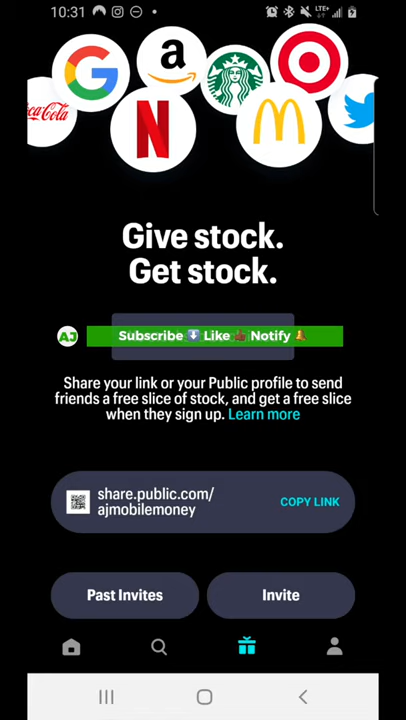 10:31
LTE+
G
a
Coca-Cola
N
Give stock.
Get stock.
AJ
Subscribe ⬇️ Like 👍🏾 Notify 🔔
Share your link or your Public profile to send
friends a free slice of stock, and get a free slice
when they sign up. Learn more
share.public.com/
ajmobilemoney
COPY LINK
Past Invites
Invite